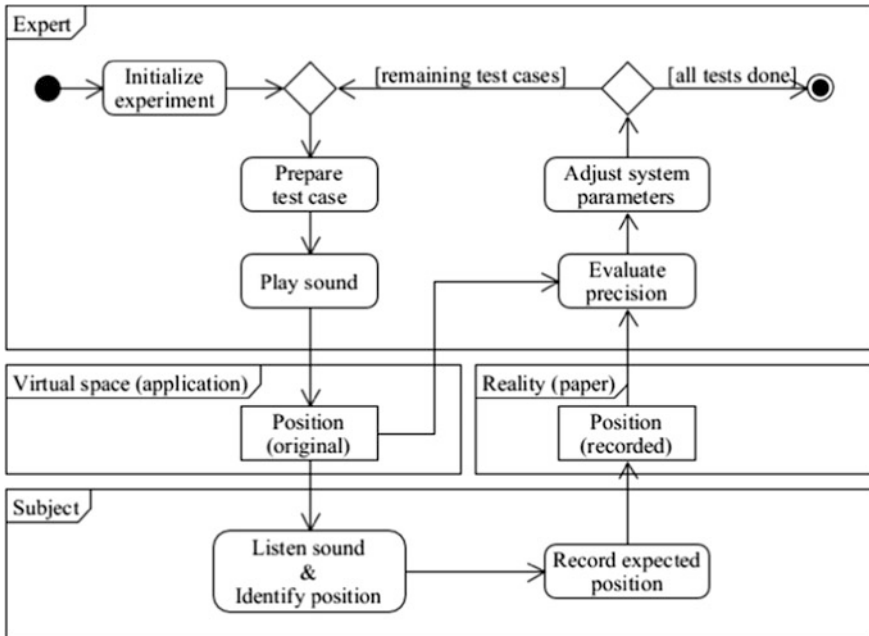 Expert
Initialize
experiment
[remaining test cases]
[all tests done]
Prepare
test case
Adjust system
parameters
Play sound
Evaluate
precision
Virtual space (application)
Reality (paper)
Position
(original)
Position
(recorded)
Subject
Listen sound
&
Identify position
Record expected
position